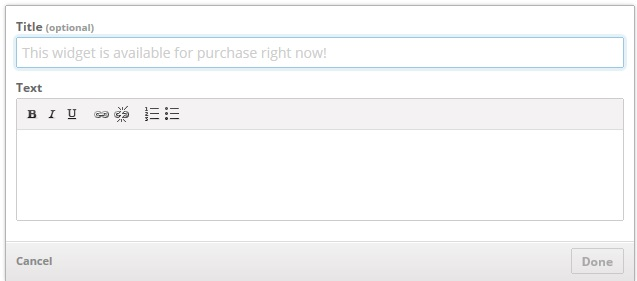 Title (optional)
This widget is available for purchase right now!
Text
B I U
Cancel Done